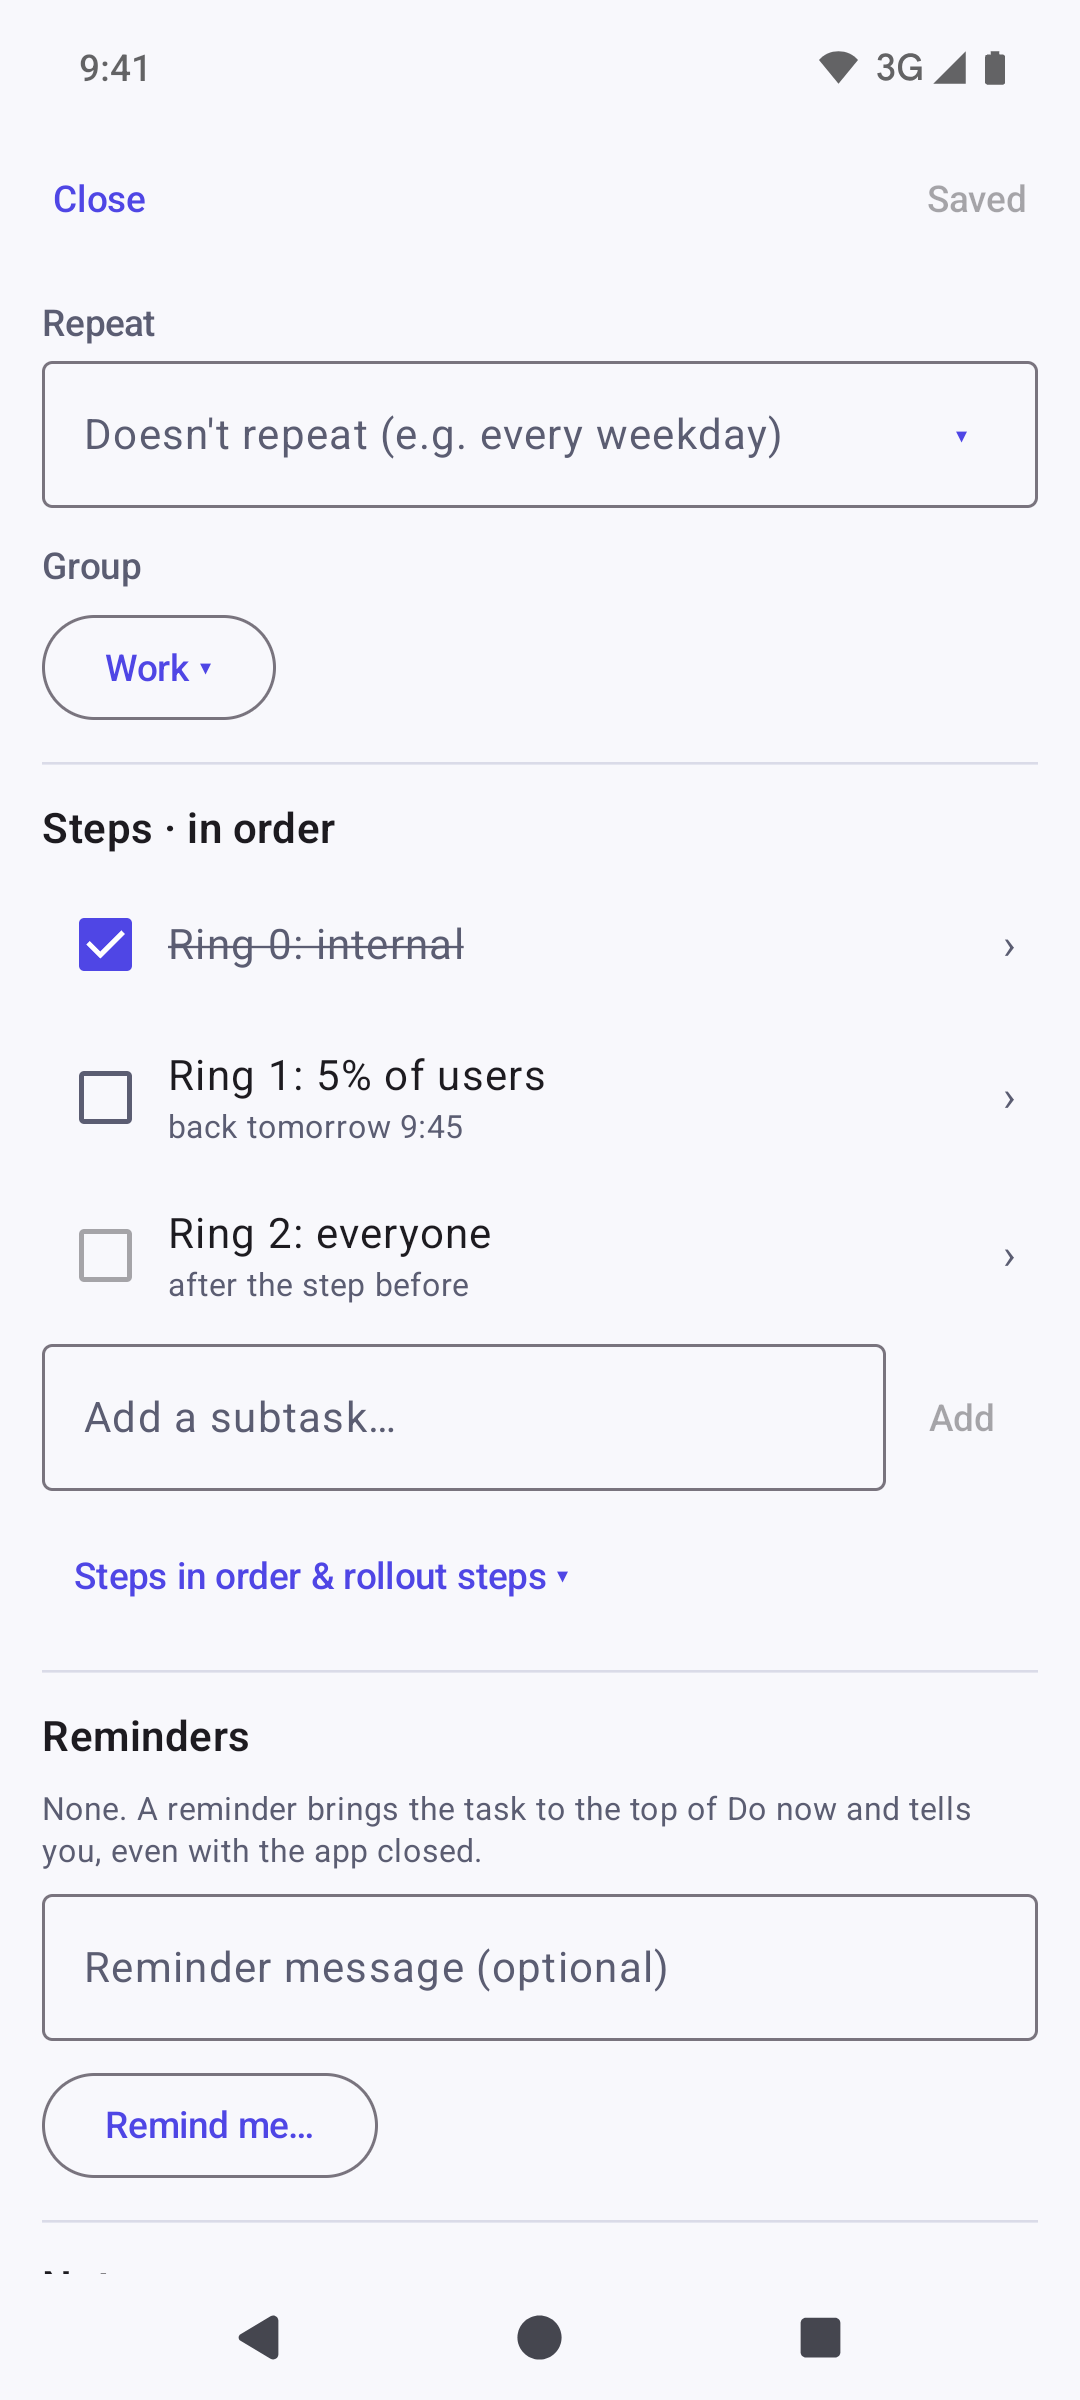 9:41
3G
Close
Saved
Repeat
Doesn't repeat (e.g. every weekday) ▾
Group
Work ▾
Steps · in order
Ring 0: internal ›
Ring 1: 5% of users ›
back tomorrow 9:45
Ring 2: everyone ›
after the step before
Add a subtask…
Add
Steps in order & rollout steps ▾
Reminders
None. A reminder brings the task to the top of Do now and tells
you, even with the app closed.
Reminder message (optional)
Remind me…